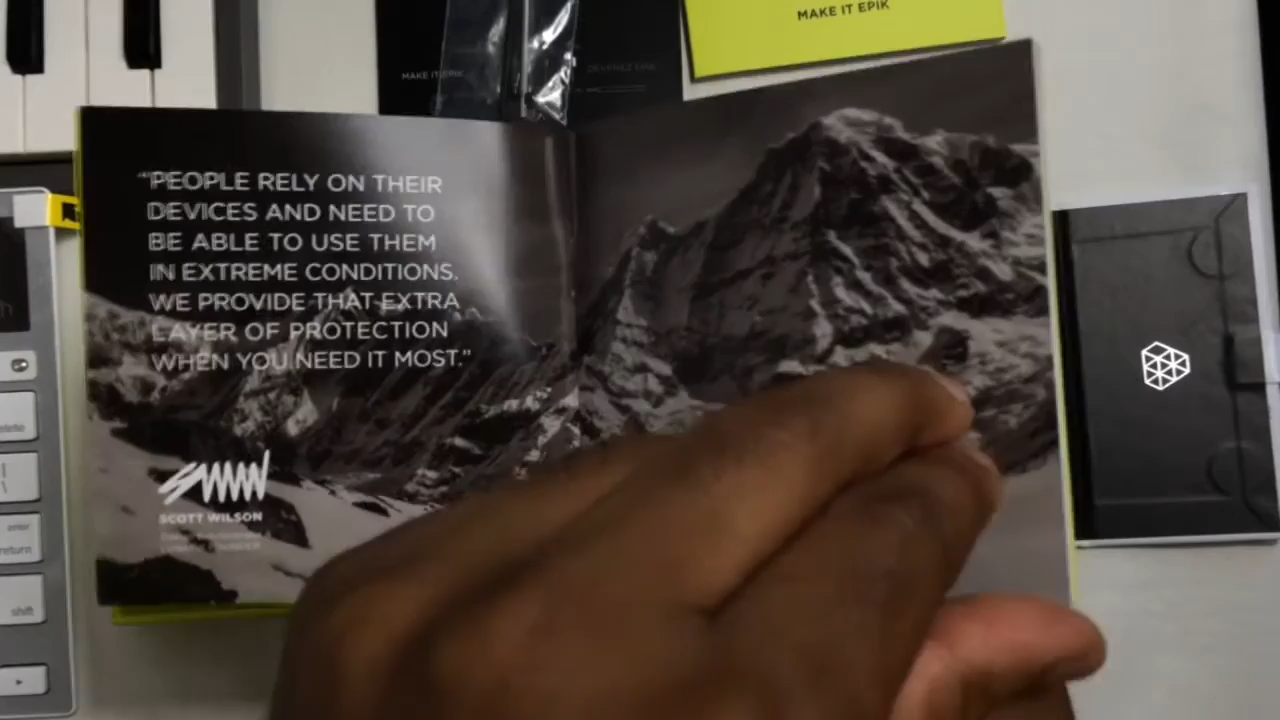 MAKE IT EPIK
MAKE IT EPIK
"PEOPLE RELY ON THEIR
DEVICES AND NEED TO
BE ABLE TO USE THEM
IN EXTREME CONDITIONS.
WE PROVIDE THAT EXTRA
LAYER OF PROTECTION
WHEN YOU NEED IT MOST."
SCOTT WILSON
delete
|
\
enter
return
shift